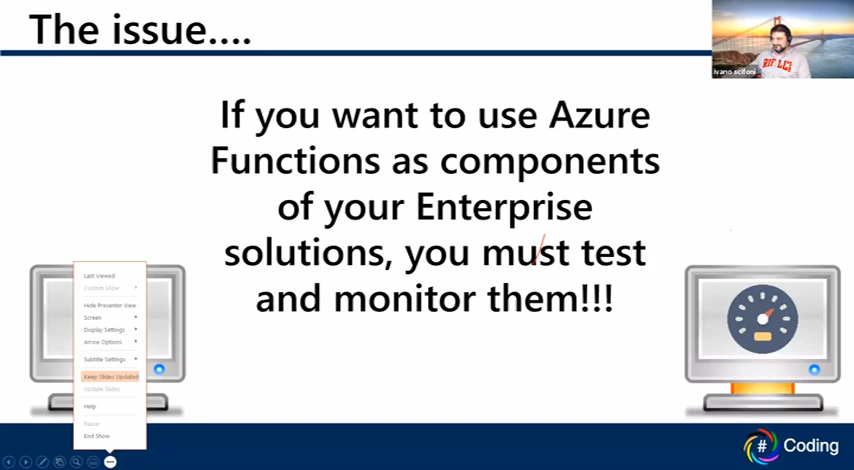 The issue....
ivano scifoni
If you want to use Azure
Functions as components
of your Enterprise
solutions, you must test
and monitor them!!!
Last Viewed
Custom Show
Hide Presenter View
Screen
Display Settings
Arrow Options
Subtitle Settings
Keep Slides Updated
Update Slides
Help
Pause
End Show
# Coding